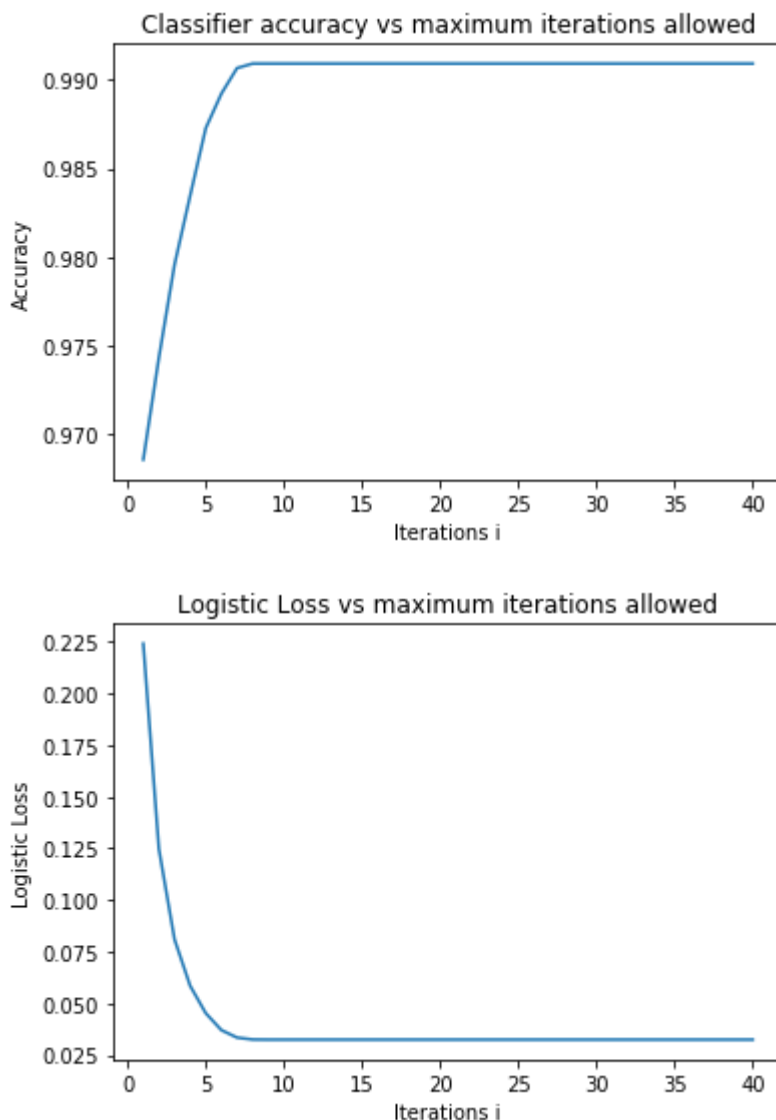 Classifier accuracy vs maximum iterations allowed
0.990
0.985
0.980
0.975
0.970
Accuracy
0 5 10 15 20 25 30 35 40
Iterations i
Logistic Loss vs maximum iterations allowed
0.225
0.200
0.175
0.150
0.125
0.100
0.075
0.050
0.025
Logistic Loss
0 5 10 15 20 25 30 35 40
Iterations i